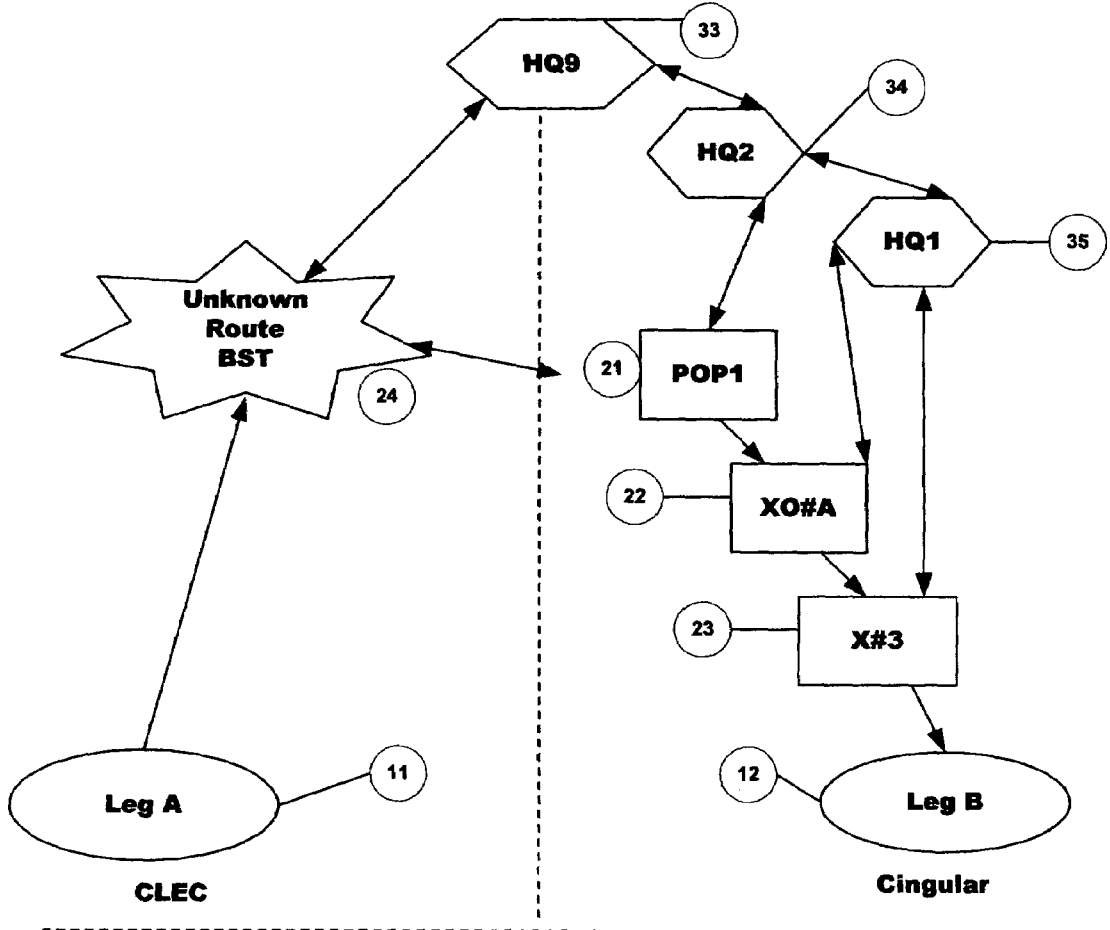 33
HQ9
34
HQ2
HQ1
35
Unknown
Route
BST
21
POP1
24
22
XO#A
23
X#3
11
12
Leg A
Leg B
CLEC
Cingular